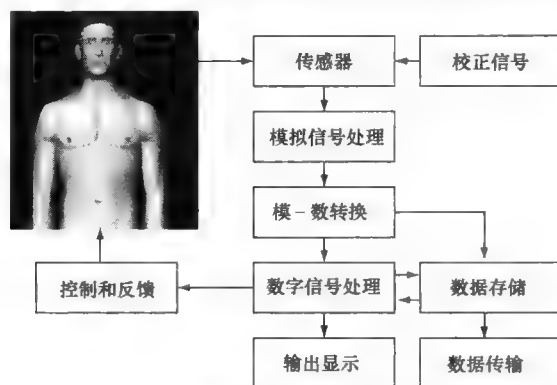 传感器
校正信号
模拟信号处理
模－数转换
控制和反馈
数字信号处理
数据存储
输出显示
数据传输